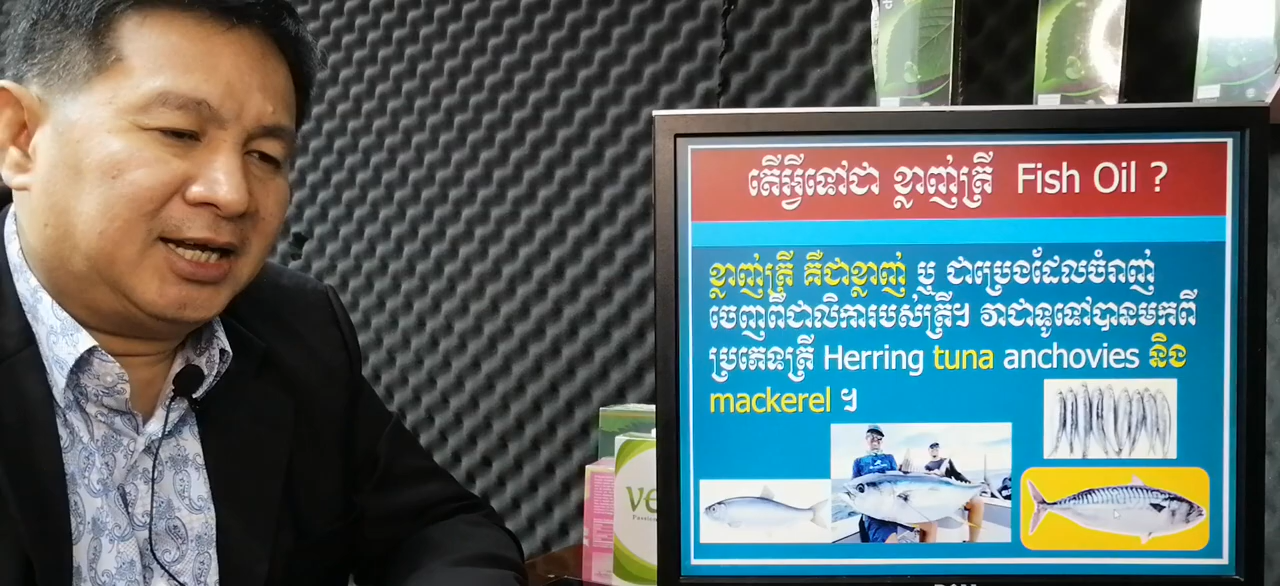 តើអ្វីទៅជា ខ្លាញ់ត្រី Fish Oil ?
ខ្លាញ់ត្រី គឺជាខ្លាញ់ ឬ ជាប្រេងដែលចំរាញ់
ចេញពីជាលិការបស់ត្រី។ វាជាទូទៅបានមកពី
ប្រភេទត្រី Herring tuna anchovies និង
mackerel ។